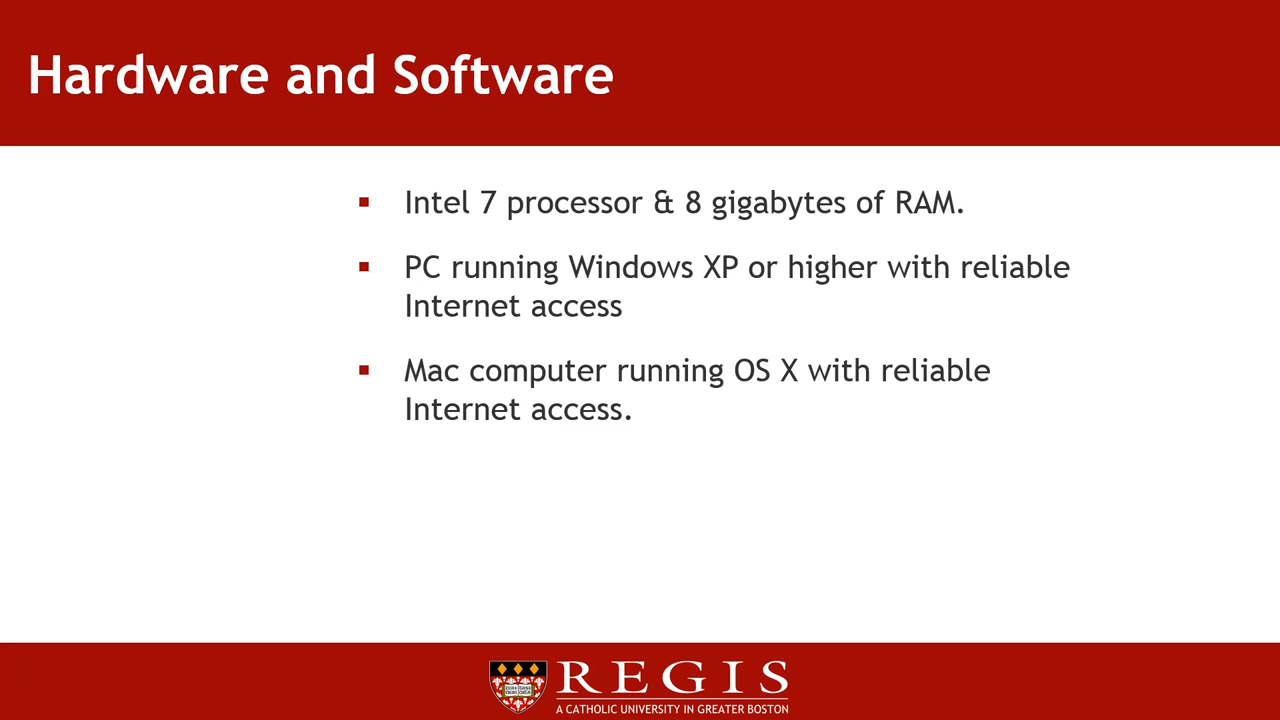 Hardware and Software
▪ Intel 7 processor & 8 gigabytes of RAM.
▪ PC running Windows XP or higher with reliable
Internet access
▪ Mac computer running OS X with reliable
Internet access.
REGIS
A CATHOLIC UNIVERSITY IN GREATER BOSTON